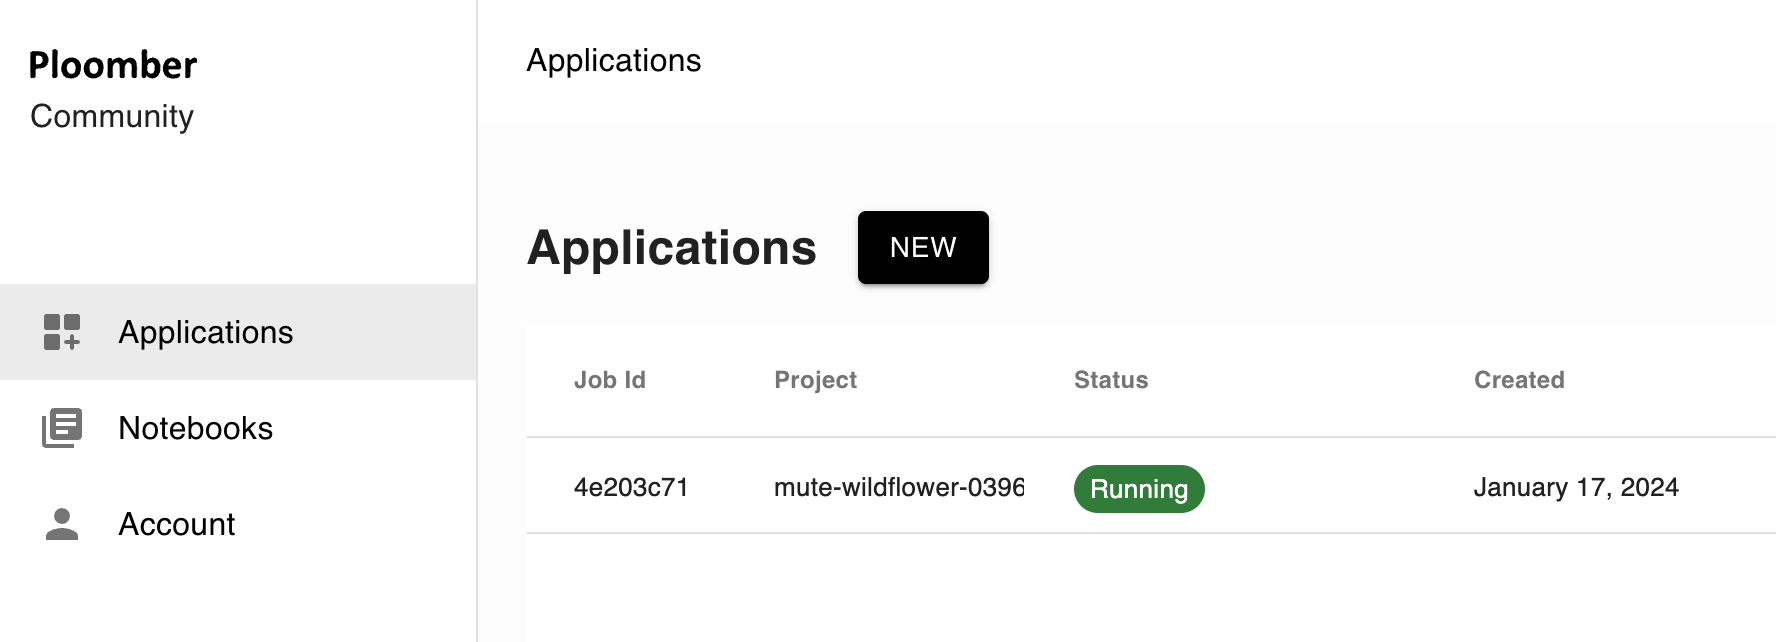 Ploomber
Community
Applications
Notebooks
Account
Applications
Applications NEW
Job Id Project Status Created
4e203c71 mute-wildflower-0396 Running January 17, 2024